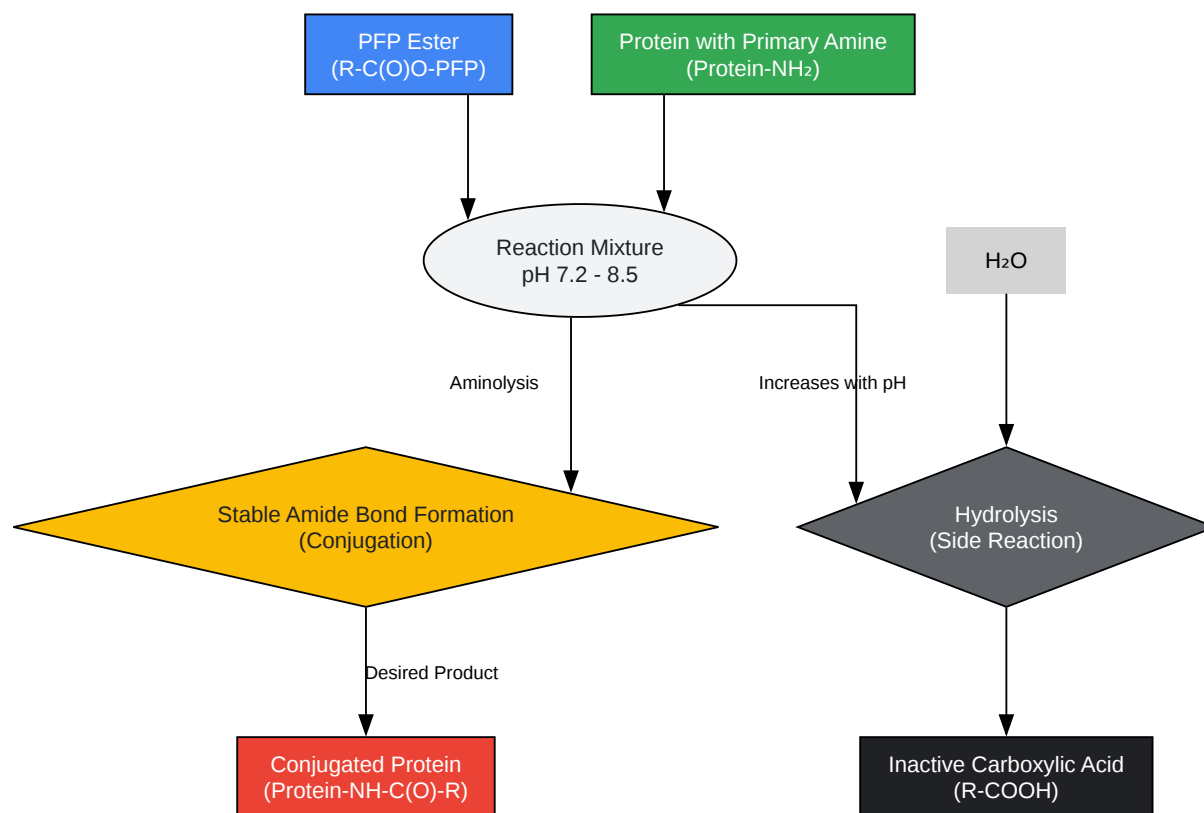 PFP Ester
(R-C(O)O-PFP)
Protein with Primary Amine
(Protein-NH₂)
Reaction Mixture
pH 7.2 - 8.5
H₂O
Aminolysis
Increases with pH
Stable Amide Bond Formation
(Conjugation)
Hydrolysis
(Side Reaction)
Desired Product
Conjugated Protein
(Protein-NH-C(O)-R)
Inactive Carboxylic Acid
(R-COOH)